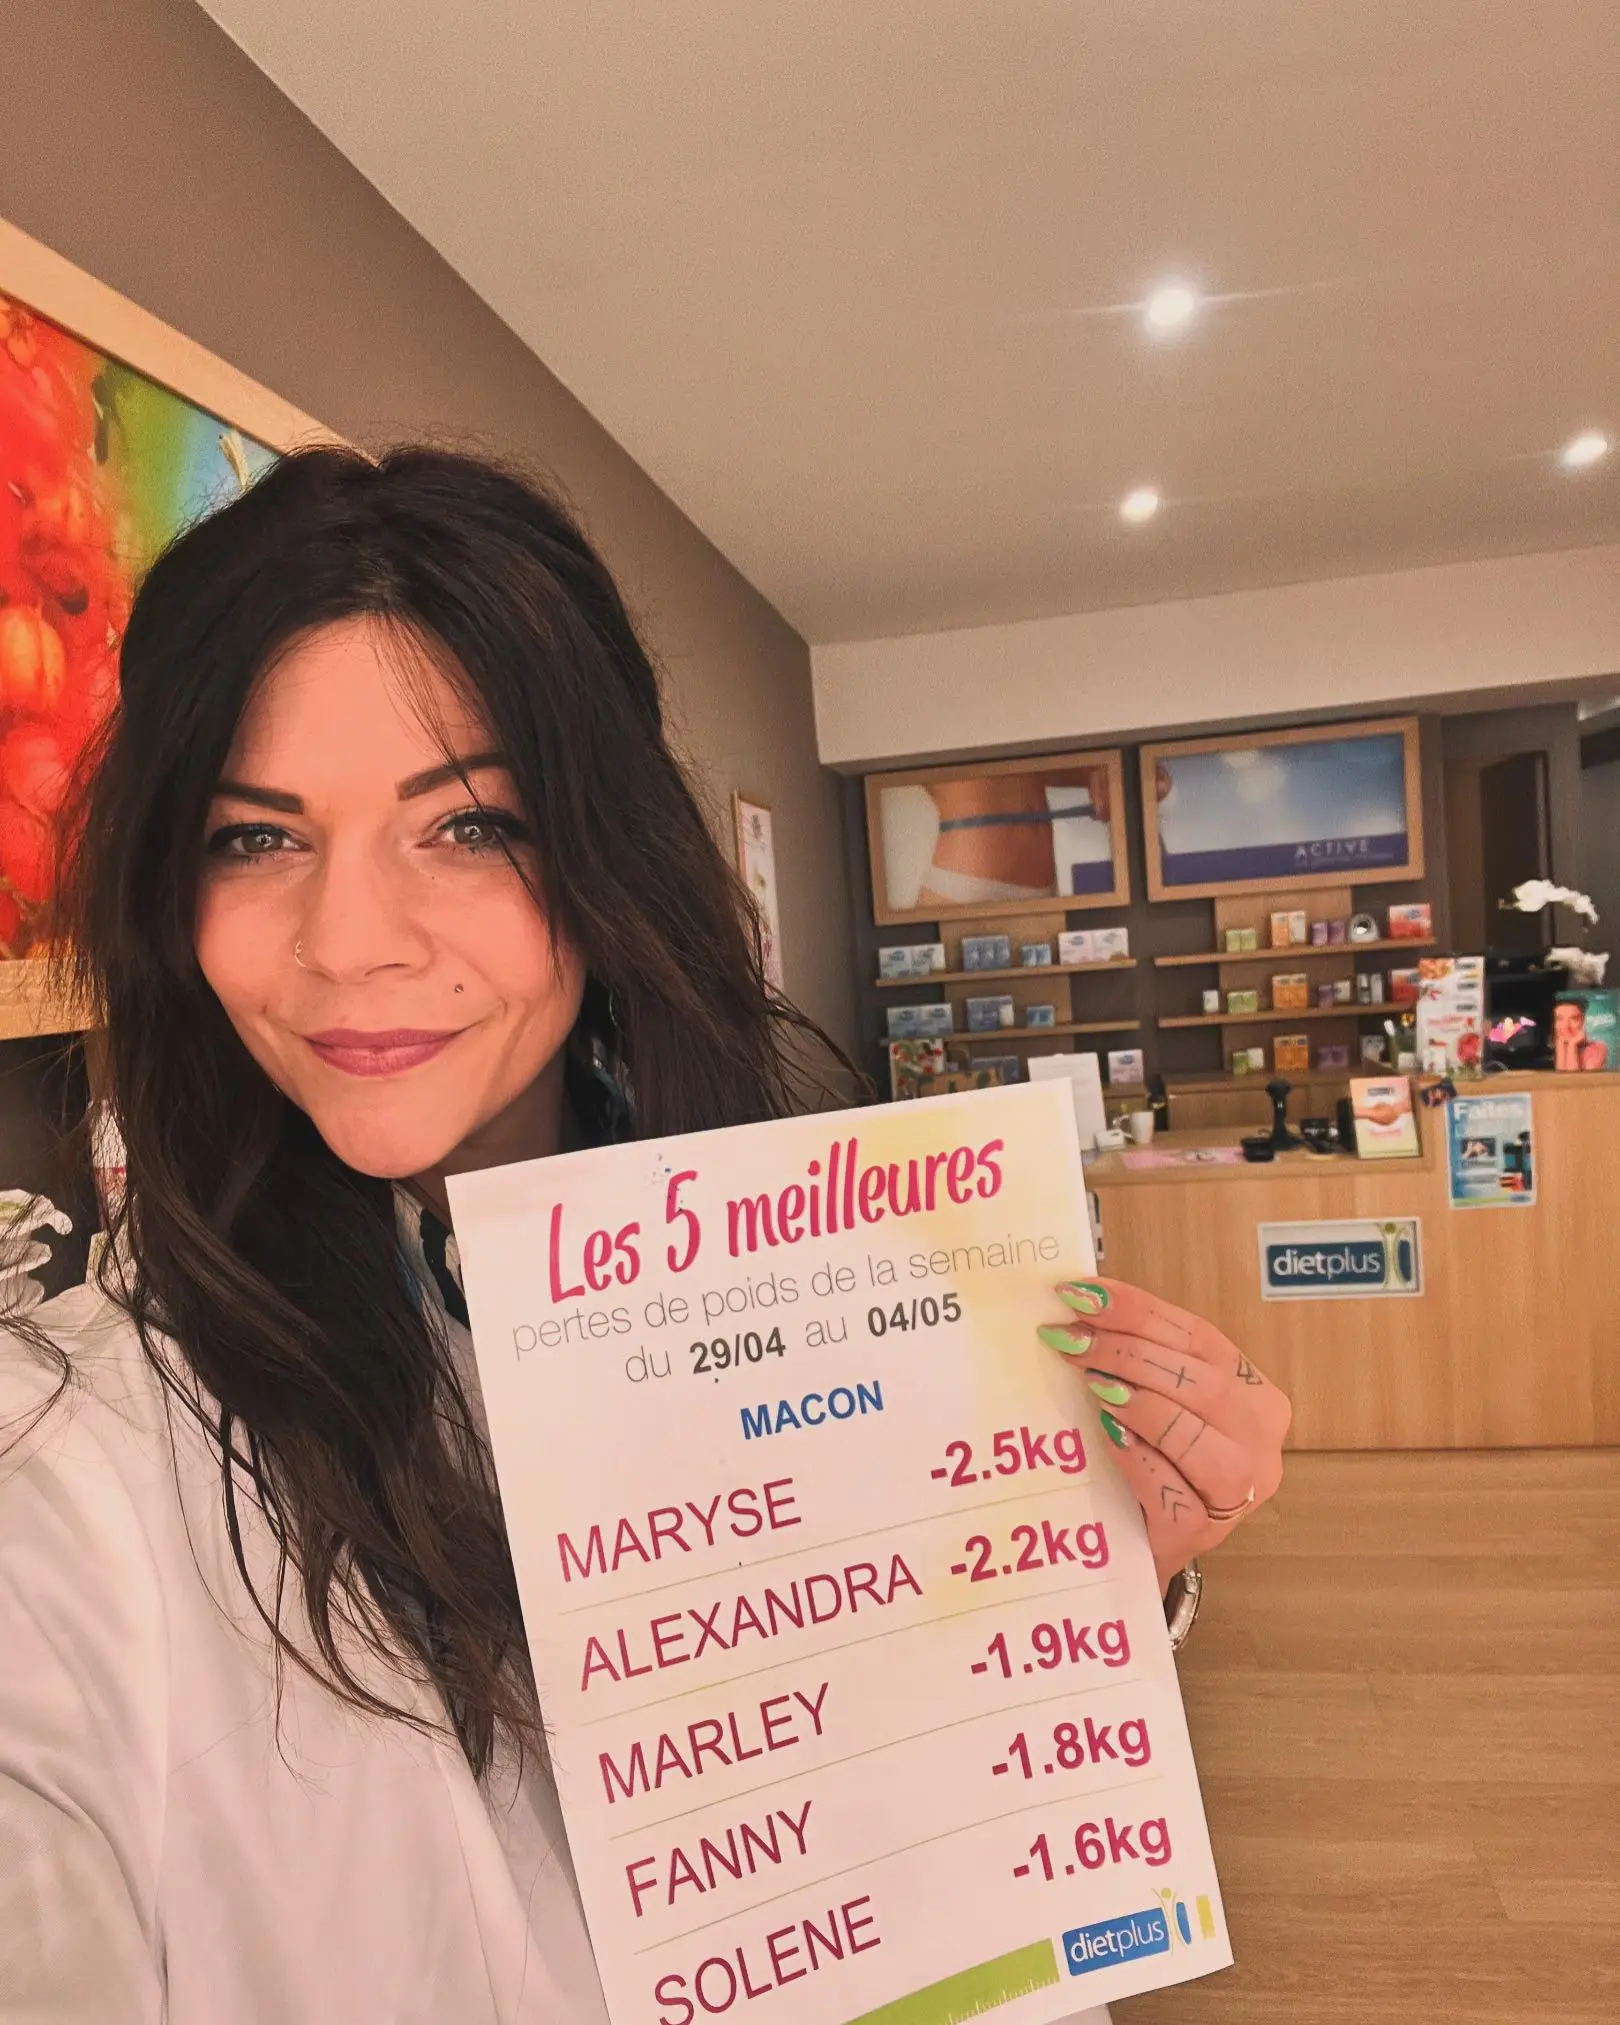 Les 5 meilleures
pertes de poids de la semaine
du 29/04 au 04/05
MACON
MARYSE -2.5kg
ALEXANDRA -2.2kg
MARLEY -1.9kg
FANNY -1.8kg
SOLENE -1.6kg
dietplus
ACTIVE
Faites
dietplus